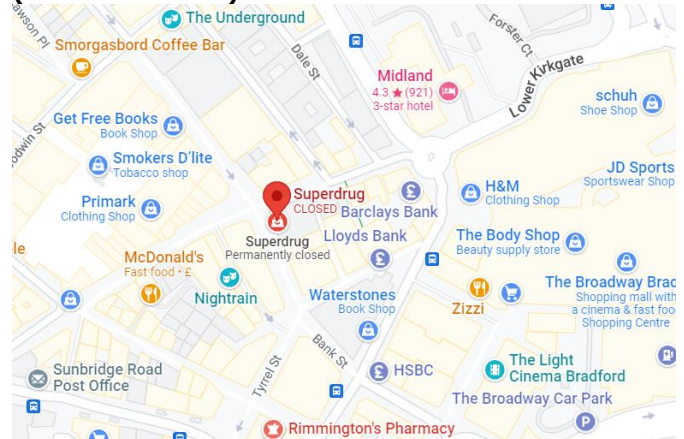 The Underground
Smorgasbord Coffee Bar
Dale St
Forster Ct
Midland
4.3 ★ (921)
3-star hotel
Lower Kirkgate
schuh
Shoe Shop
Get Free Books
Book Shop
Smokers D'lite
Tobacco shop
JD Sports
Sportswear Shop
Primark
Clothing Shop
Superdrug
CLOSED
Superdrug
Permanently closed
Barclays Bank
H&M
Clothing Shop
Lloyds Bank
The Body Shop
Beauty supply store
McDonald's
Fast food · £
Nightrain
Waterstones
Book Shop
Zizzi
The Broadway Brad
Shopping mall with
a cinema & fast foo
Shopping Centre
Bank St
Tyrrel St
HSBC
Sunbridge Road
Post Office
The Light
Cinema Bradford
The Broadway Car Park
P
Rimmington's Pharmacy